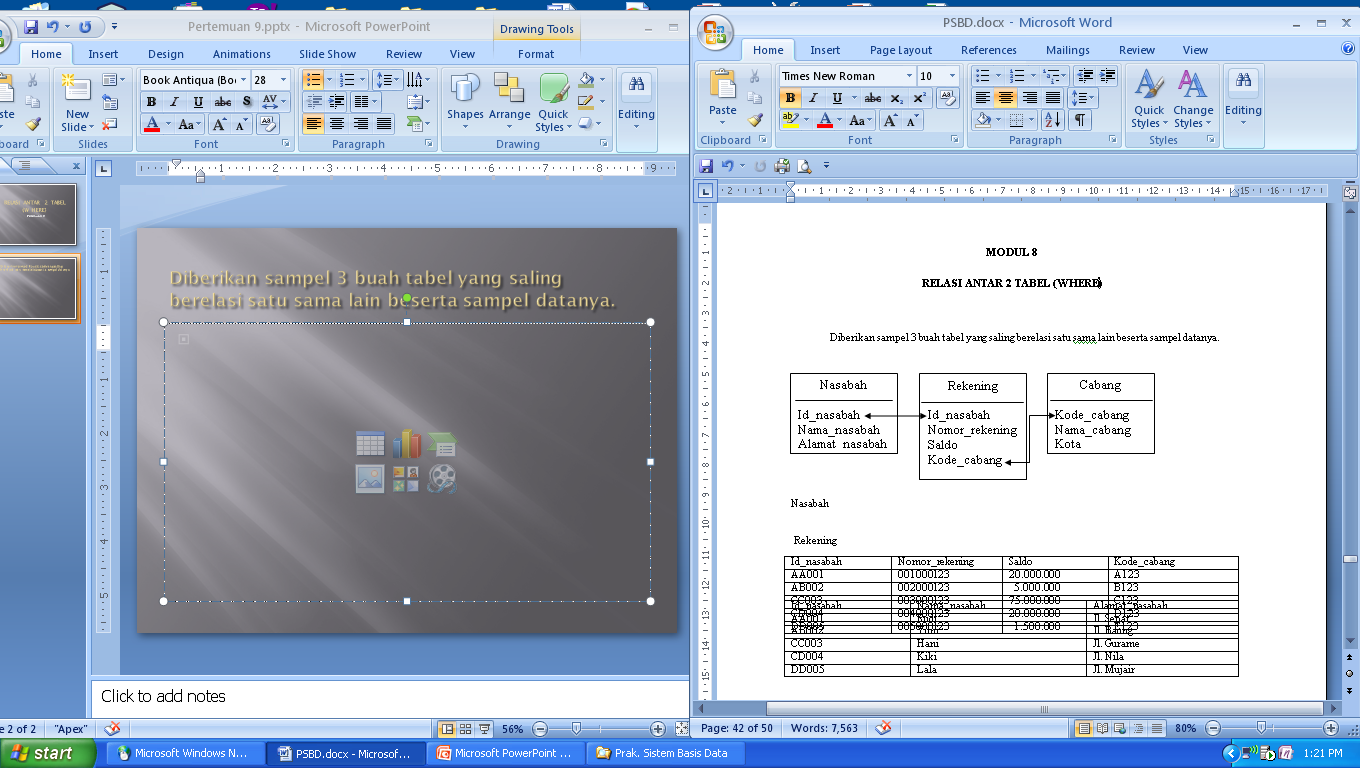 Pertemuan 9.pptx - Microsoft PowerPoint
Drawing Tools
Home Insert Design Animations Slide Show Review View Format
Book Antiqua (Bo 28
New Slide
Shapes Arrange Quick Styles
Editing
Slides Font Paragraph Drawing
Diberikan sampel 3 buah tabel yang saling
berelasi satu sama lain beserta sampel datanya.
Click to add notes
2 of 2 "Apex" 56%
PSBD.docx - Microsoft Word
Home Insert Page Layout References Mailings Review View
Times New Roman 10
Paste
Quick Styles Change Styles
Editing
Clipboard Font Paragraph Styles
MODUL 8
RELASI ANTAR 2 TABEL (WHERE)
Diberikan sampel 3 buah tabel yang saling berelasi satu sama lain beserta sampel datanya.
Nasabah
Id_nasabah
Nama_nasabah
Alamat_nasabah
Rekening
Id_nasabah
Nomor_rekening
Saldo
Kode_cabang
Cabang
Kode_cabang
Nama_cabang
Kota
Nasabah
Rekening
Id_nasabah Nomor_rekening Saldo Kode_cabang
AA001 001000123 20.000.000 A123
AB002 002000123 5.000.000 B123
CC003 Hani Jl. Gurame
CD004 Kiki Jl. Nila
DD005 Lala Jl. Mujair
Page: 42 of 50 Words: 7,563 80%
start
Microsoft Windows N...
PSBD.docx - Microsof...
Microsoft PowerPoint ...
Prak. Sistem Basis Data
1:21 PM